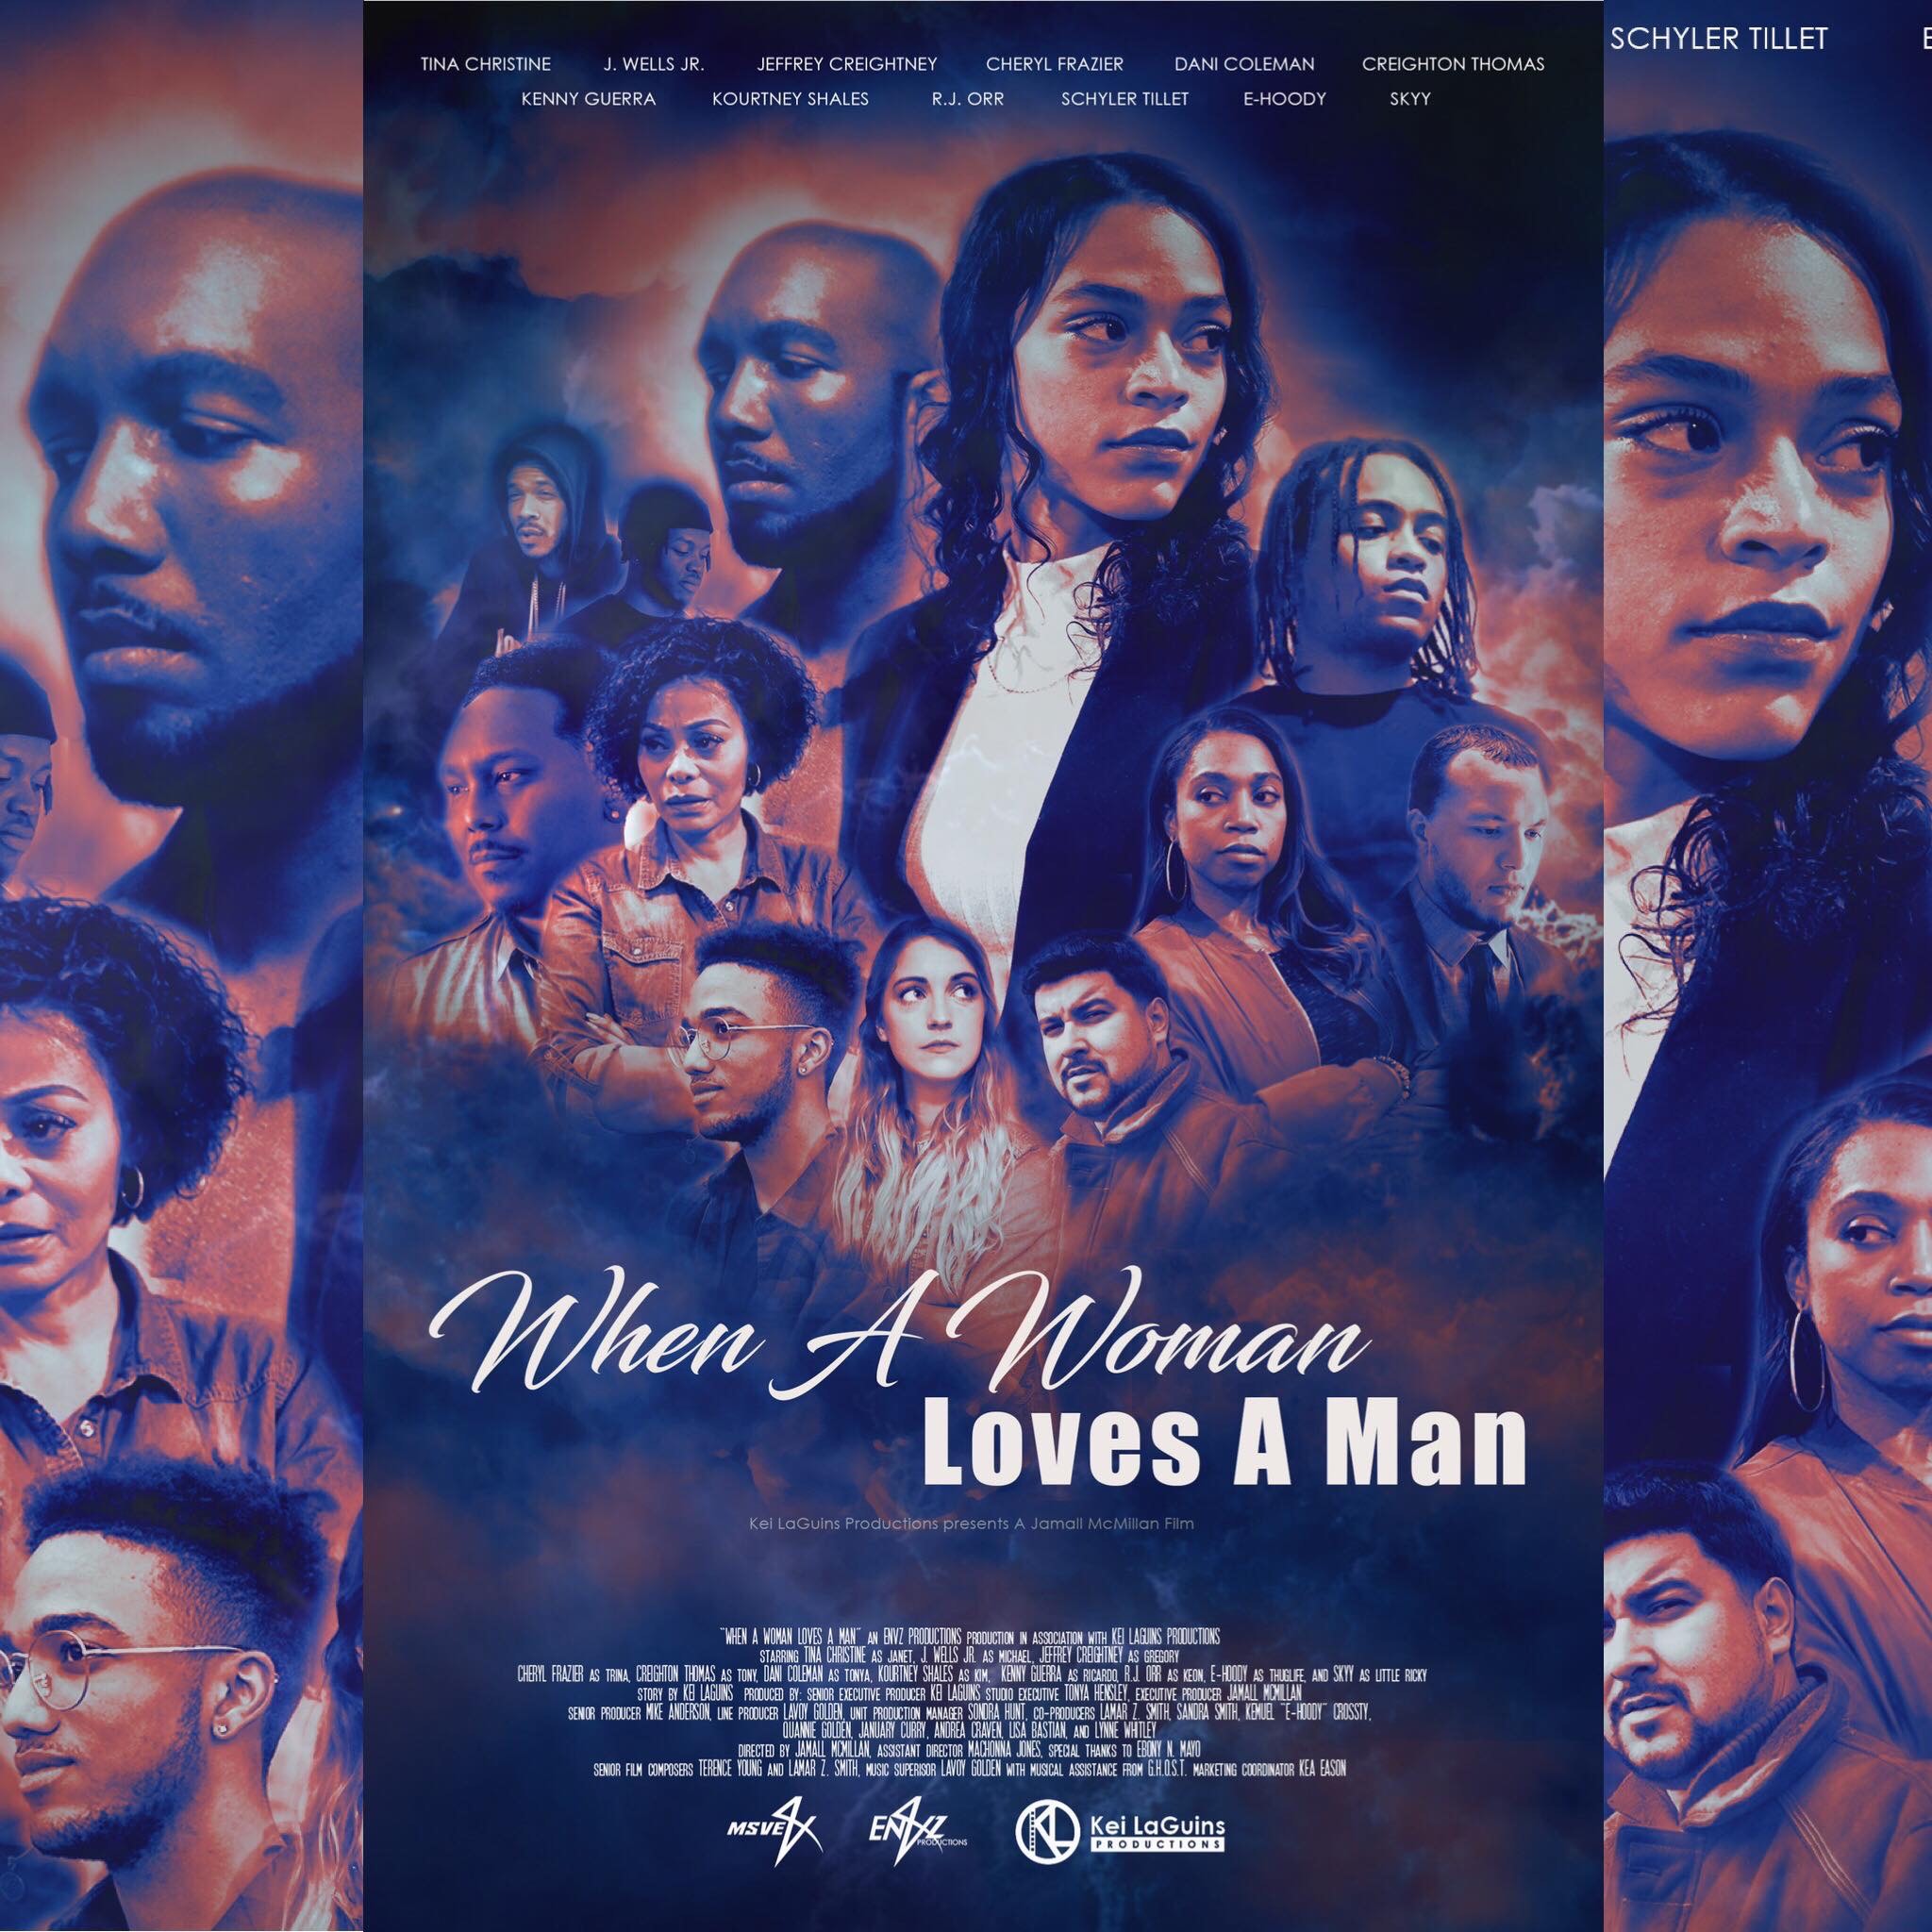 TINA CHRISTINE J. WELLS JR. JEFFREY CREIGHTNEY CHERYL FRAZIER DANI COLEMAN CREIGHTON THOMAS
KENNY GUERRA KOURTNEY SHALES R.J. ORR SCHYLER TILLET E-HOODY SKYY
SCHYLER TILLET E
When A Woman
Loves A Man
Kei LaGuins Productions presents A Jamall McMillan Film
"WHEN A WOMAN LOVES A MAN" AN ENVZ PRODUCTIONS PRODUCTION IN ASSOCIATION WITH KEI LAGUINS PRODUCTIONS
STARRING TINA CHRISTINE AS JANET, J. WELLS JR. AS MICHAEL, JEFFREY CREIGHTNEY AS GREGORY
CHERYL FRAZIER AS TRINA, CREIGHTON THOMAS AS TONY, DANI COLEMAN AS TONYA, KOURTNEY SHALES AS KIM, KENNY GUERRA AS RICARDO, R.J. ORR AS KEON, E-HOODY AS THUGLIFE, AND SKYY AS LITTLE RICKY
STORY BY KEI LAGUINS PRODUCED BY: SENIOR EXECUTIVE PRODUCER KEI LAGUINS STUDIO EXECUTIVE TONYA HENSLEY, EXECUTIVE PRODUCER JAMALL MCMILLAN
SENIOR PRODUCER MIKE ANDERSON, LINE PRODUCER LAVOY GOLDEN, UNIT PRODUCTION MANAGER SONDRA HUNT, CO-PRODUCERS LAMAR Z. SMITH, SANDRA SMITH, KEMUEL "E-HOODY" CROSSTY,
QUANNIE GOLDEN, JANUARY CURRY, ANDREA CRAVEN, LISA BASTIAN, AND LYNNE WHITLEY
DIRECTED BY JAMALL MCMILLAN, ASSISTANT DIRECTOR MACHONNA JONES, SPECIAL THANKS TO EBONY N. MAYO
SENIOR FILM COMPOSERS TERENCE YOUNG AND LAMAR Z. SMITH, MUSIC SUPERISOR LAVOY GOLDEN WITH MUSICAL ASSISTANCE FROM G.H.O.S.T. MARKETING COORDINATOR KEA EASON
ENVZ PRODUCTIONS
KL Kei LaGuins
PRODUCTIONS